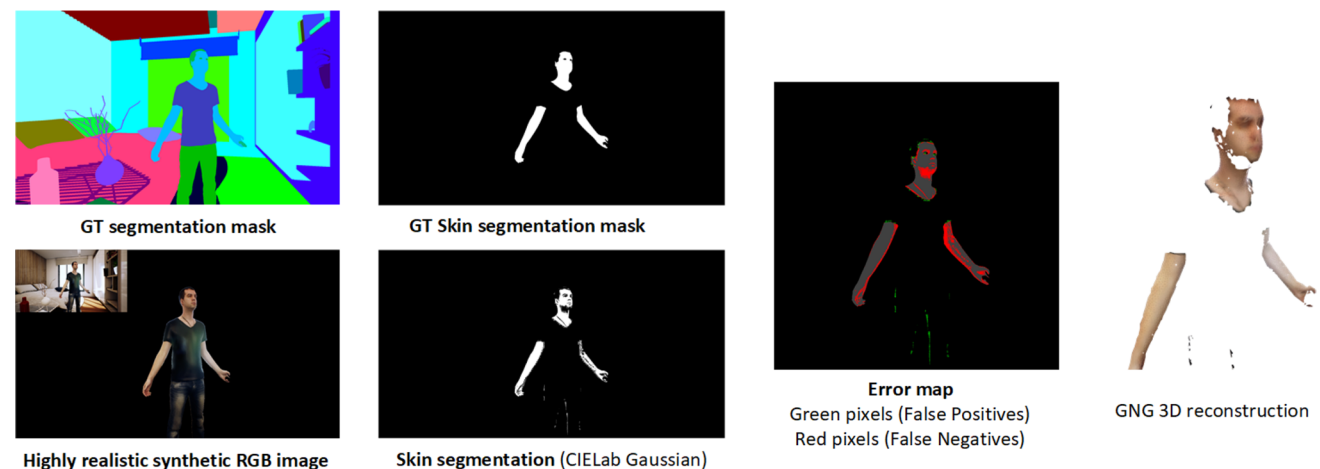 GT segmentation mask
GT Skin segmentation mask
Highly realistic synthetic RGB image
Skin segmentation (CIELab Gaussian)
Error map
Green pixels (False Positives)
Red pixels (False Negatives)
GNG 3D reconstruction